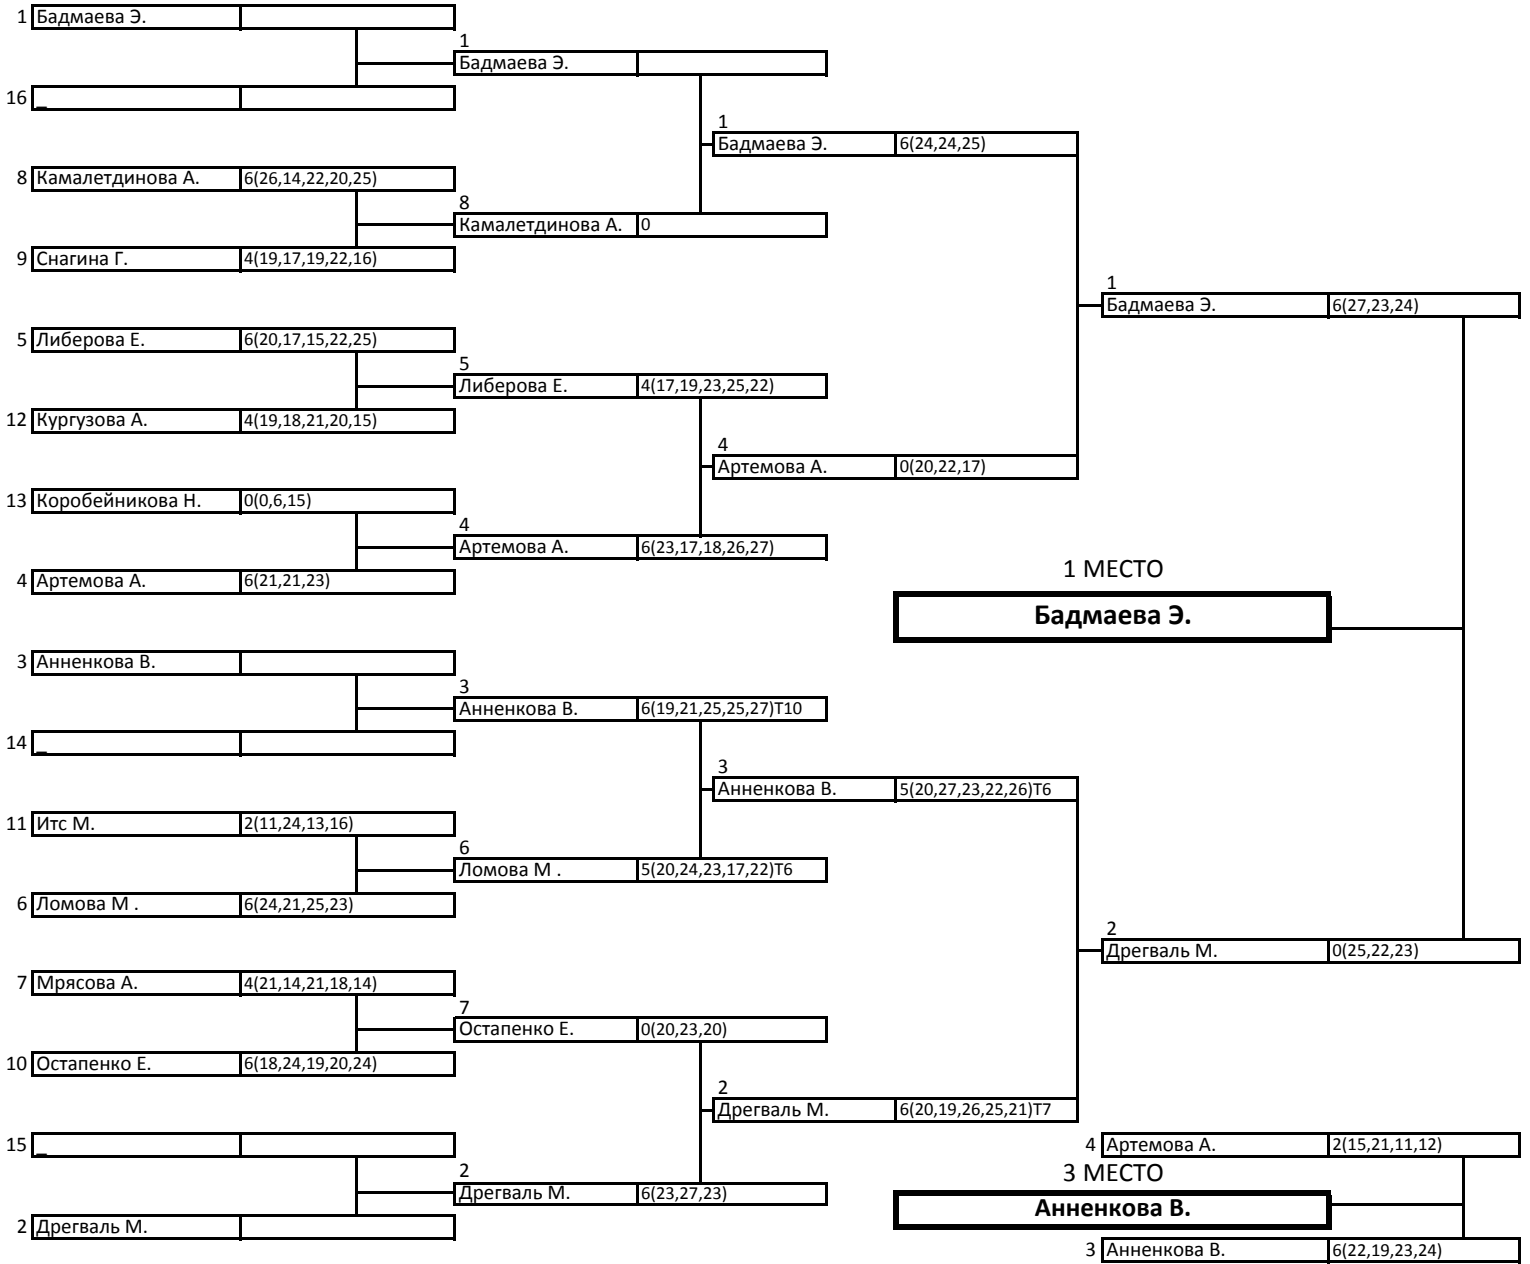 1 Бадмаева Э.
16 _
8 Камалетдинова А. 6(26,14,22,20,25)
9 Снагина Г. 4(19,17,19,22,16)
5 Либерова Е. 6(20,17,15,22,25)
12 Кургузова А. 4(19,18,21,20,15)
13 Коробейникова Н. 0(0,6,15)
4 Артемова А. 6(21,21,23)
3 Анненкова В.
14 _
11 Итс М. 2(11,24,13,16)
6 Ломова М . 6(24,21,25,23)
7 Мрясова А. 4(21,14,21,18,14)
10 Остапенко Е. 6(18,24,19,20,24)
15 _
2 Дрегваль М.
1
Бадмаева Э.
8
Камалетдинова А. 0
5
Либерова Е. 4(17,19,23,25,22)
4
Артемова А. 6(23,17,18,26,27)
3
Анненкова В. 6(19,21,25,25,27)T10
6
Ломова М . 5(20,24,23,17,22)T6
7
Остапенко Е. 0(20,23,20)
2
Дрегваль М. 6(23,27,23)
1
Бадмаева Э. 6(24,24,25)
4
Артемова А. 0(20,22,17)
3
Анненкова В. 5(20,27,23,22,26)T6
2
Дрегваль М. 6(20,19,26,25,21)T7
1
Бадмаева Э. 6(27,23,24)
2
Дрегваль М. 0(25,22,23)
1 МЕСТО
Бадмаева Э.
4 Артемова А. 2(15,21,11,12)
3 МЕСТО
Анненкова В.
3 Анненкова В. 6(22,19,23,24)